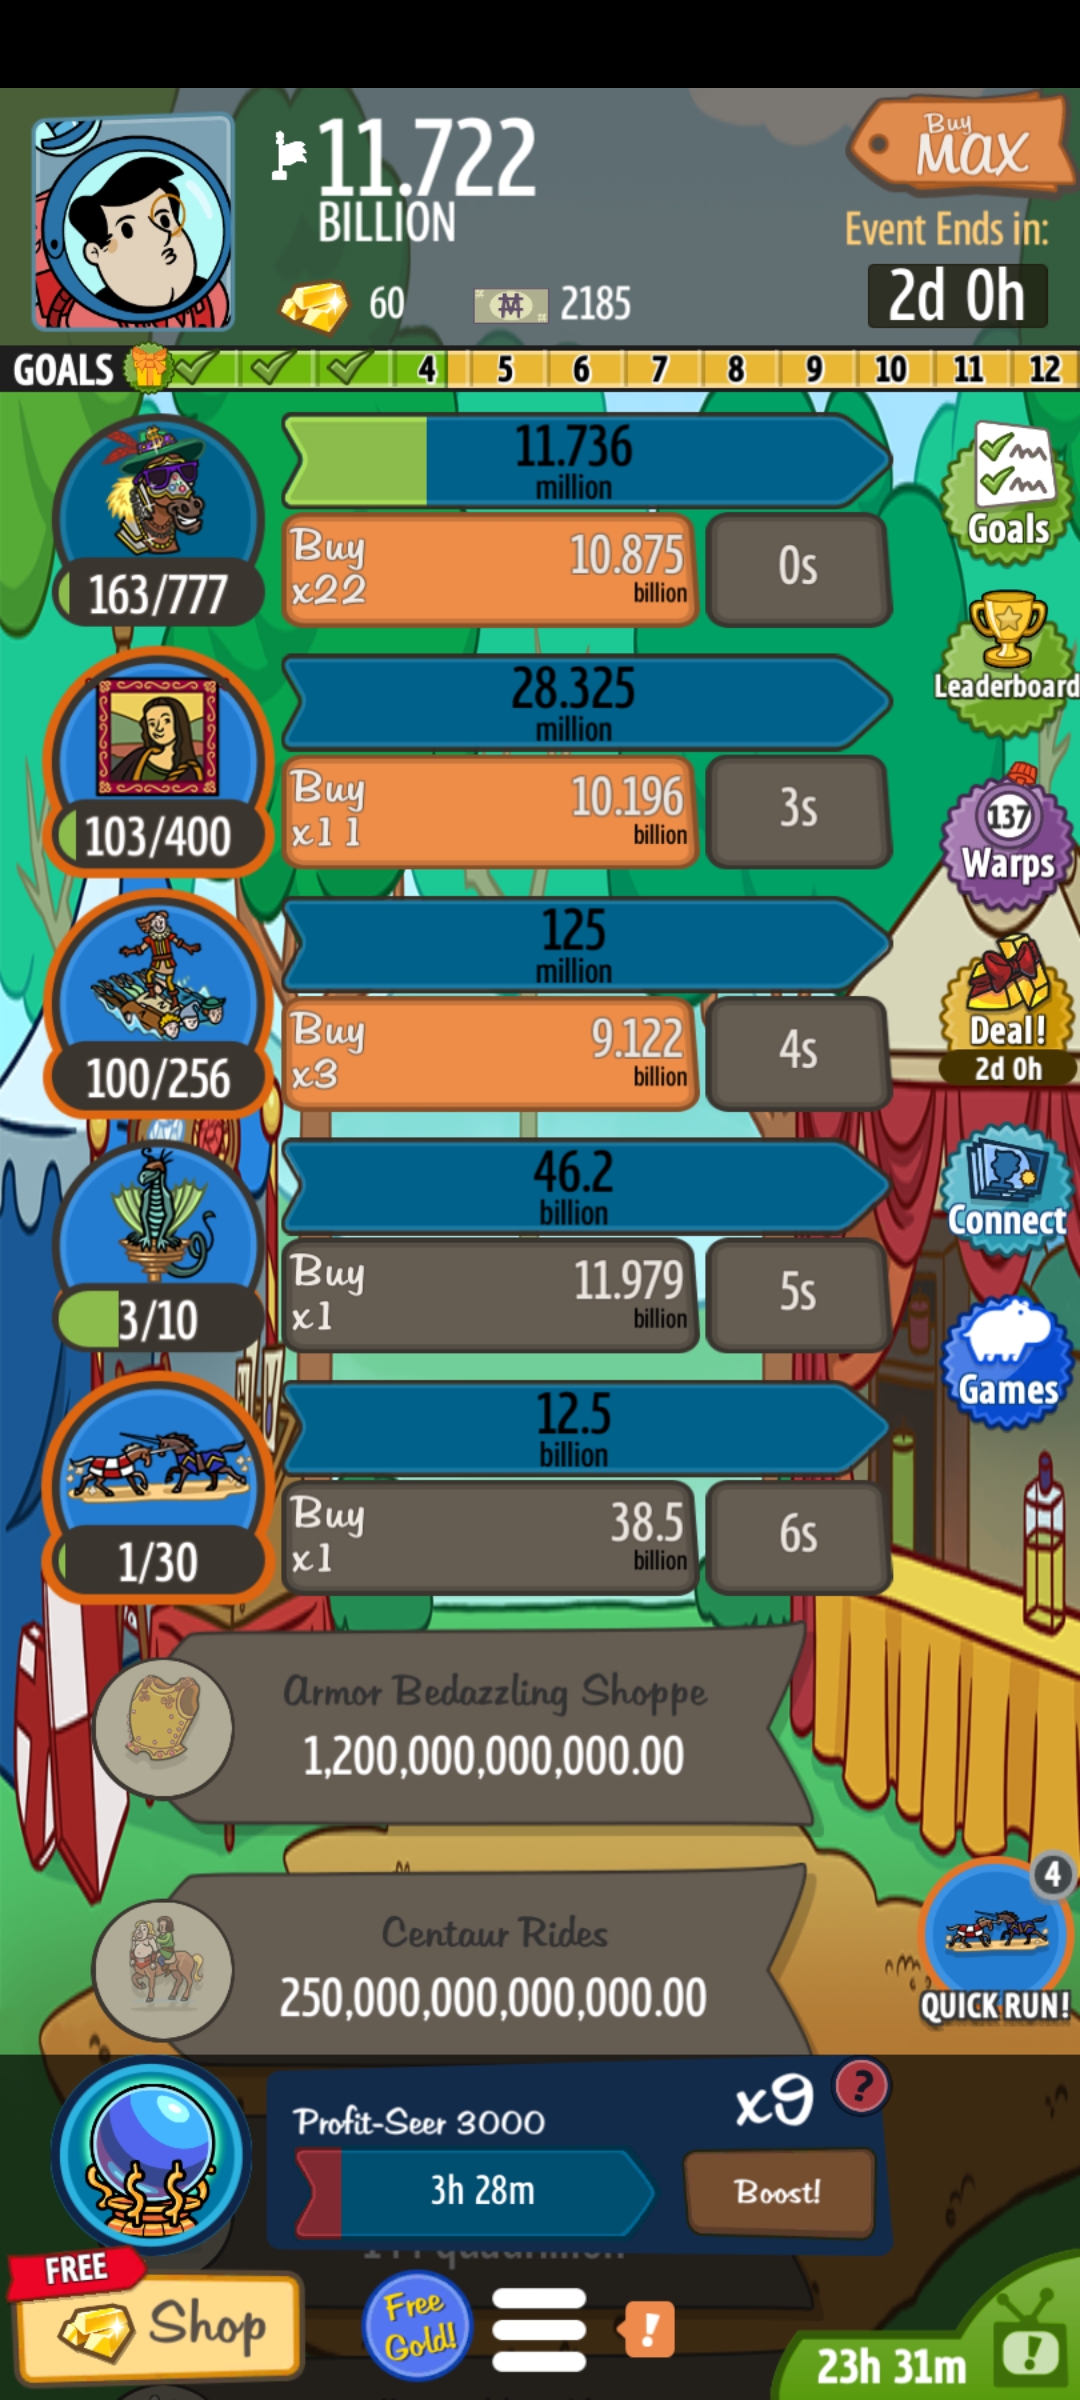 11.722
BILLION
60
2185
Buy
MAX
Event Ends in:
2d 0h
GOALS
4
5
6
7
8
9
10
11
12
11.736
million
163/777
Buy
x22
10.875
billion
0s
Goals
Leaderboard
28.325
million
103/400
Buy
x11
10.196
billion
3s
137
Warps
125
million
100/256
Buy
x3
9.122
billion
4s
Deal!
2d 0h
46.2
billion
3/10
Buy
x1
11.979
billion
5s
Connect
Games
12.5
billion
1/30
Buy
x1
38.5
billion
6s
Armor Bedazzling Shoppe
1,200,000,000,000.00
Centaur Rides
250,000,000,000,000.00
4
QUICK RUN!
Profit-Seer 3000
x9
?
3h 28m
Boost!
FREE
Shop
Free
Gold!
!
23h 31m
!